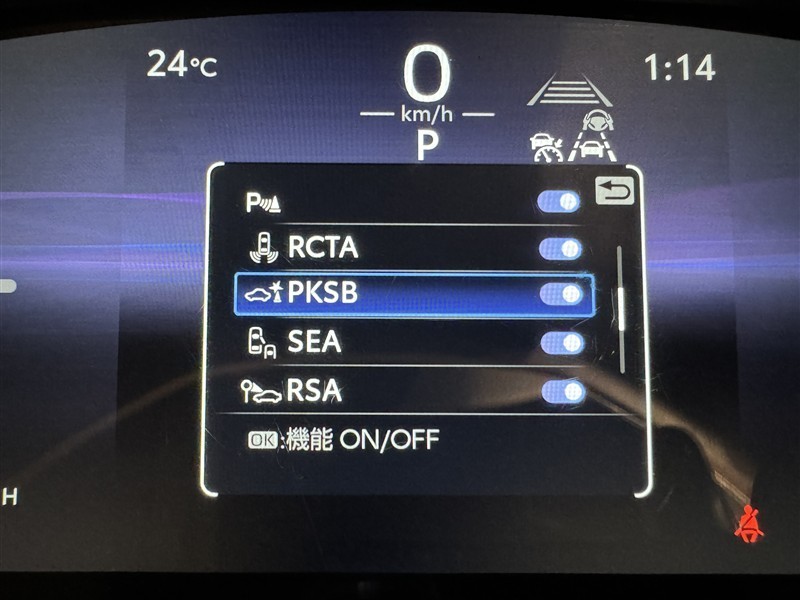 24℃
0
1:14
km/h
P
P
RCTA
PKSB
SEA
RSA
OK:機能 ON/OFF
H